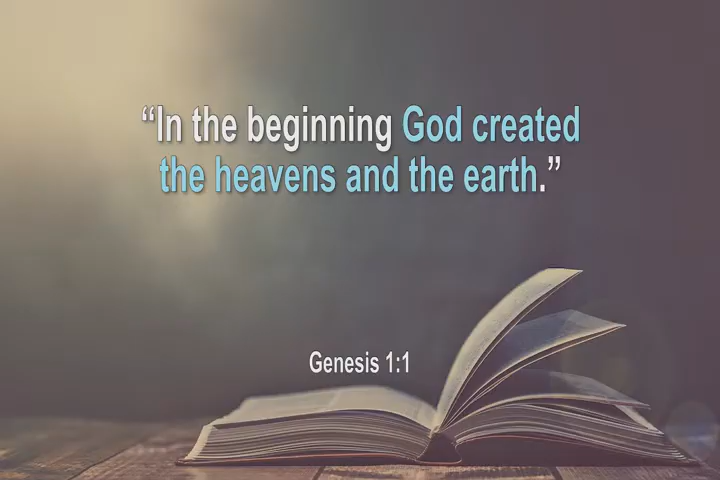 “In the beginning God created
the heavens and the earth.”
Genesis 1:1